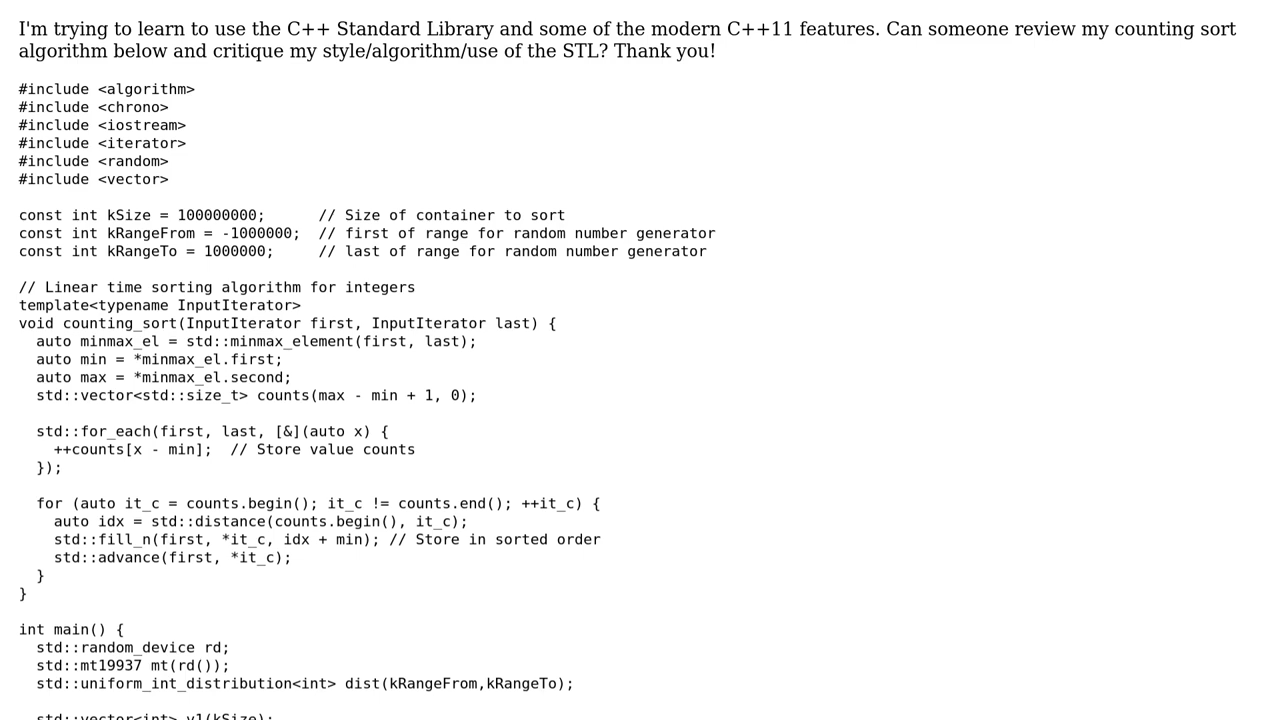 I'm trying to learn to use the C++ Standard Library and some of the modern C++11 features. Can someone review my counting sort
algorithm below and critique my style/algorithm/use of the STL? Thank you!
#include <algorithm>
#include <chrono>
#include <iostream>
#include <iterator>
#include <random>
#include <vector>
const int kSize = 100000000;      // Size of container to sort
const int kRangeFrom = -1000000;  // first of range for random number generator
const int kRangeTo = 1000000;     // last of range for random number generator
// Linear time sorting algorithm for integers
template<typename InputIterator>
void counting_sort(InputIterator first, InputIterator last) {
  auto minmax_el = std::minmax_element(first, last);
  auto min = *minmax_el.first;
  auto max = *minmax_el.second;
  std::vector<std::size_t> counts(max - min + 1, 0);
  std::for_each(first, last, [&](auto x) {
    ++counts[x - min];  // Store value counts
  });
  for (auto it_c = counts.begin(); it_c != counts.end(); ++it_c) {
    auto idx = std::distance(counts.begin(), it_c);
    std::fill_n(first, *it_c, idx + min); // Store in sorted order
    std::advance(first, *it_c);
  }
}
int main() {
  std::random_device rd;
  std::mt19937 mt(rd());
  std::uniform_int_distribution<int> dist(kRangeFrom,kRangeTo);
  std::vector<int> v1(kSize);